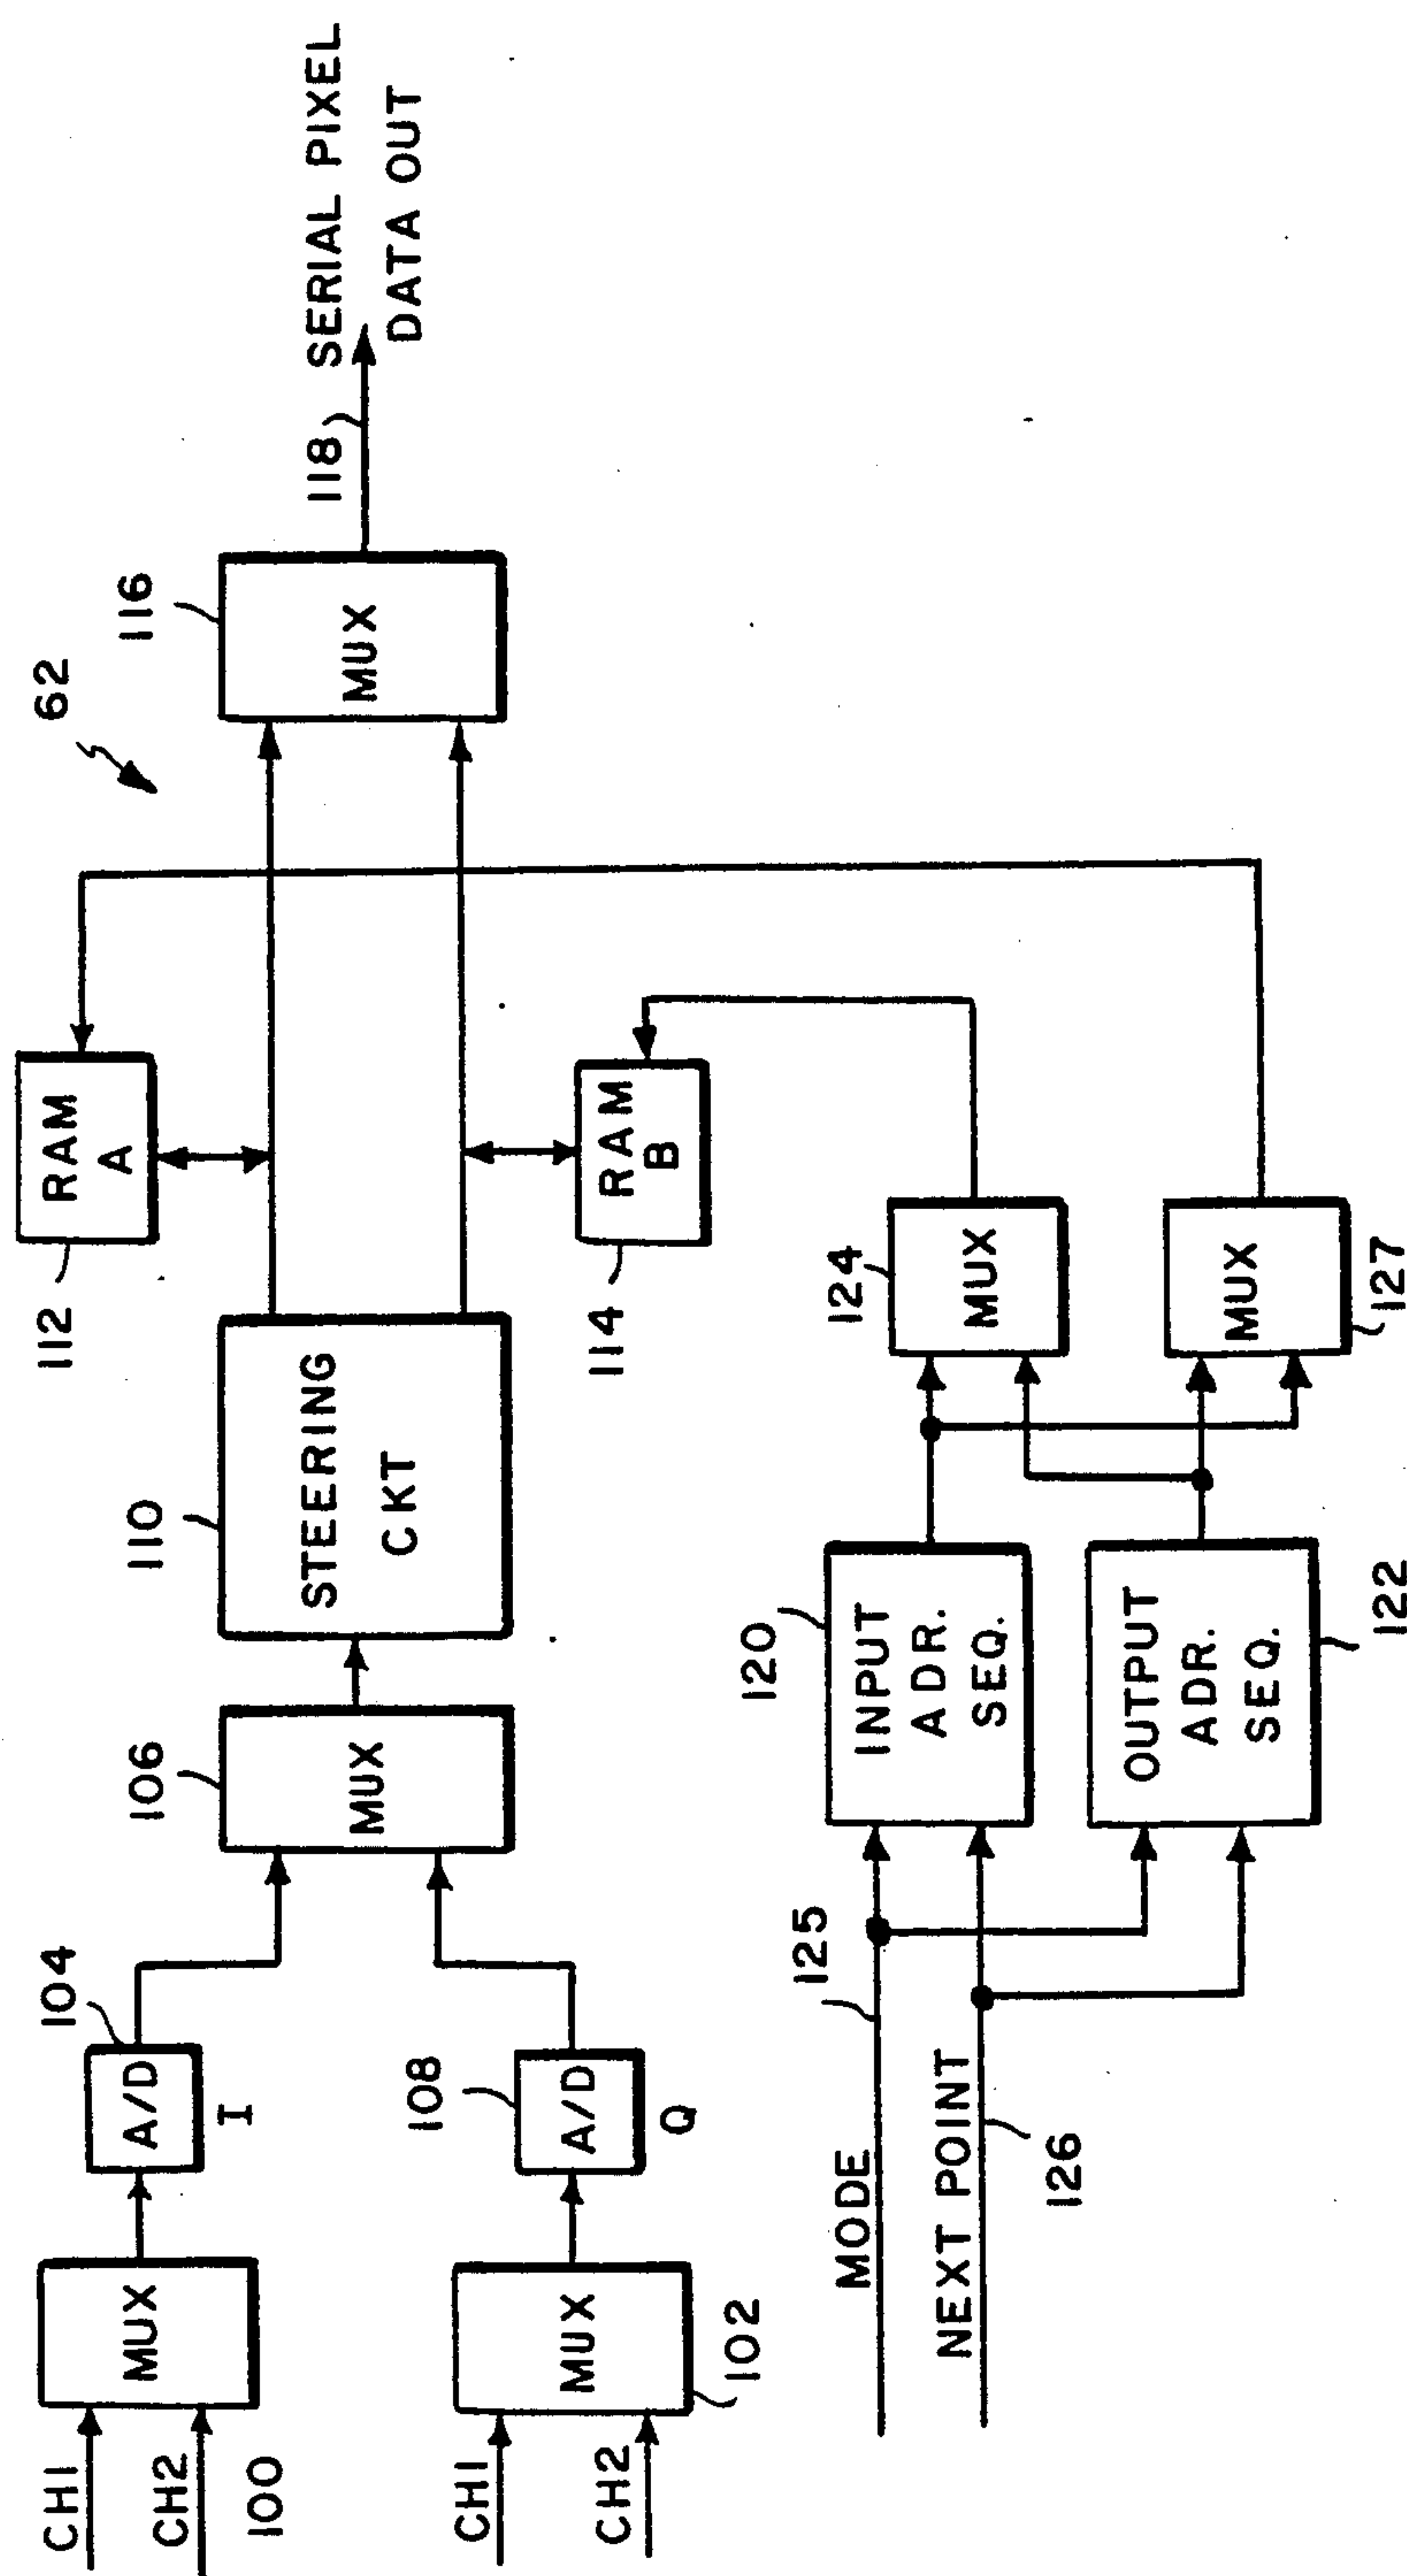 62
CH1
CH2
100
MUX
104
A/D
I
CH1
CH2
MUX
102
108
A/D
Q
106
MUX
110
STEERING
CKT
112
RAM
A
114
RAM
B
116
MUX
118
SERIAL PIXEL
DATA OUT
MODE
125
NEXT POINT
126
120
INPUT
ADR.
SEQ.
OUTPUT
ADR.
SEQ.
122
124
MUX
MUX
127